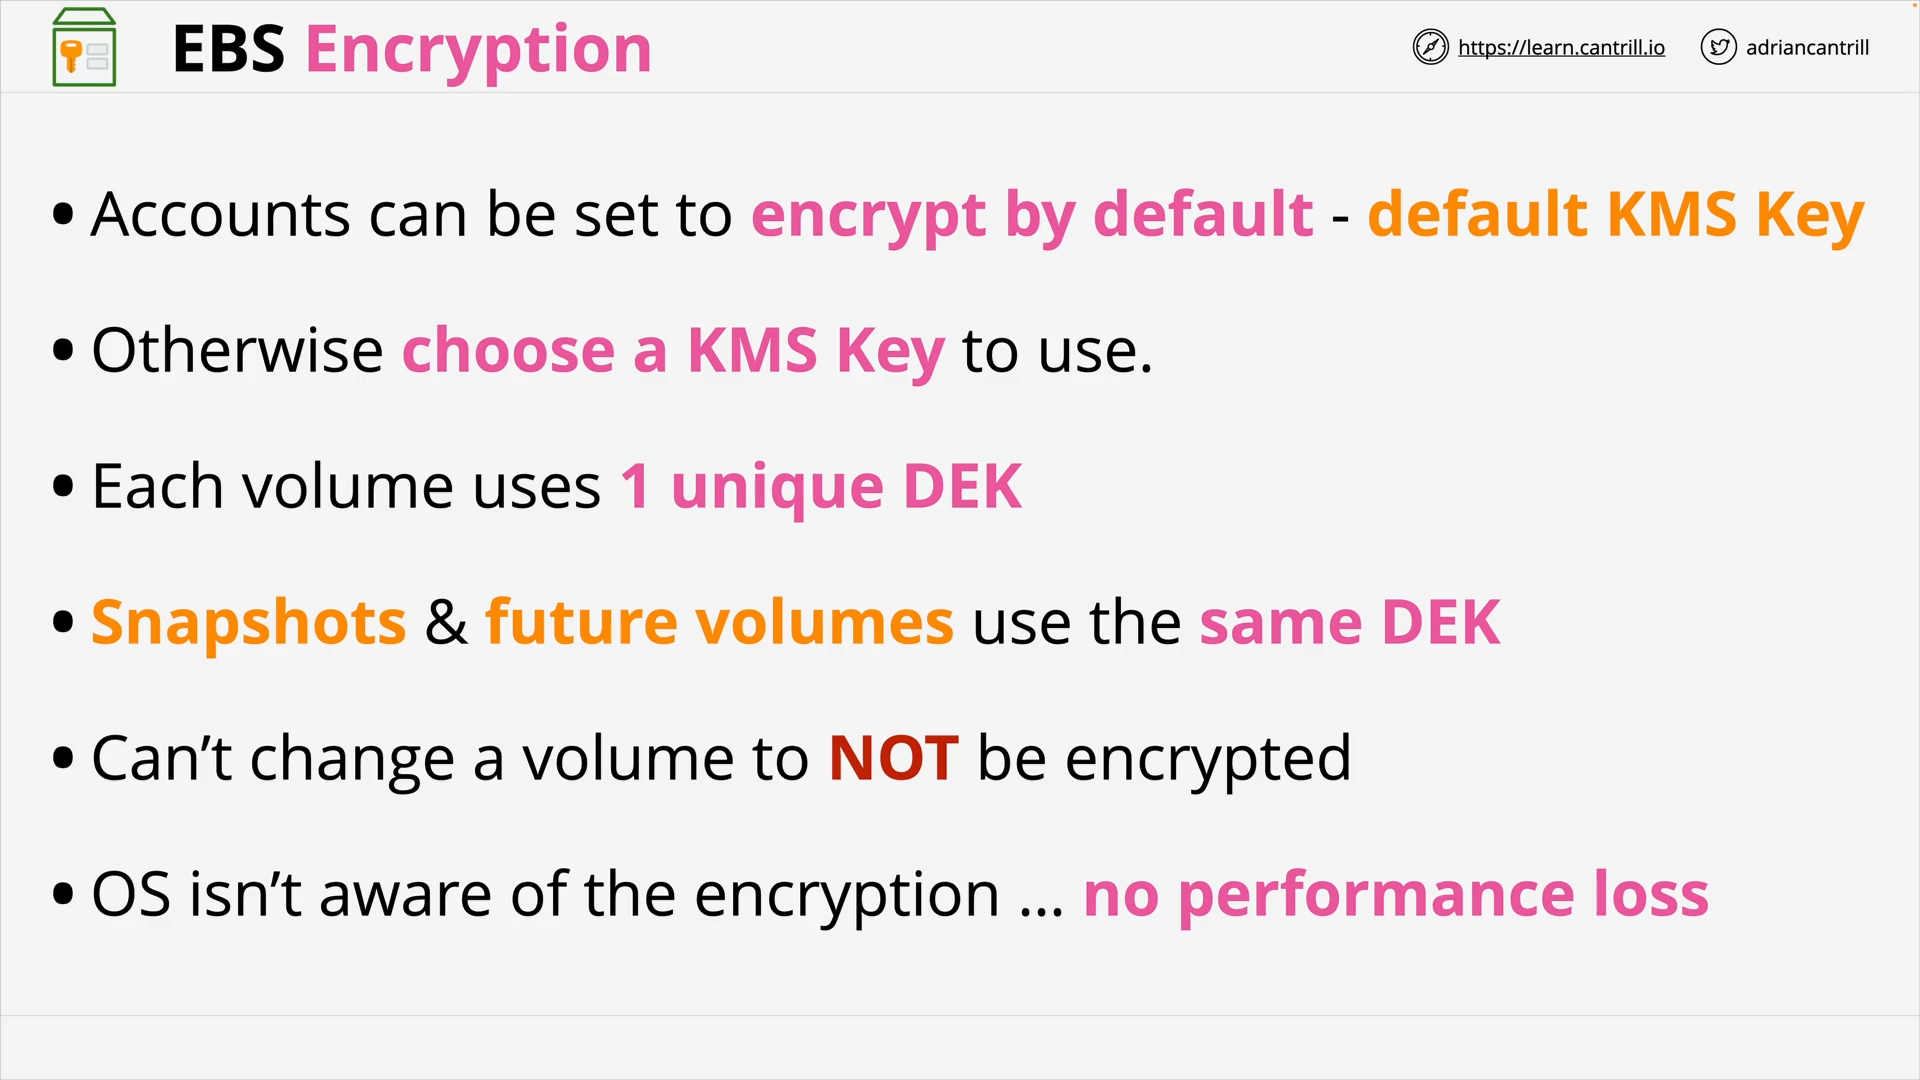 EBS Encryption
https://learn.cantrill.io
adriancantrill
• Accounts can be set to encrypt by default - default KMS Key
• Otherwise choose a KMS Key to use.
• Each volume uses 1 unique DEK
• Snapshots & future volumes use the same DEK
• Can’t change a volume to NOT be encrypted
• OS isn’t aware of the encryption … no performance loss